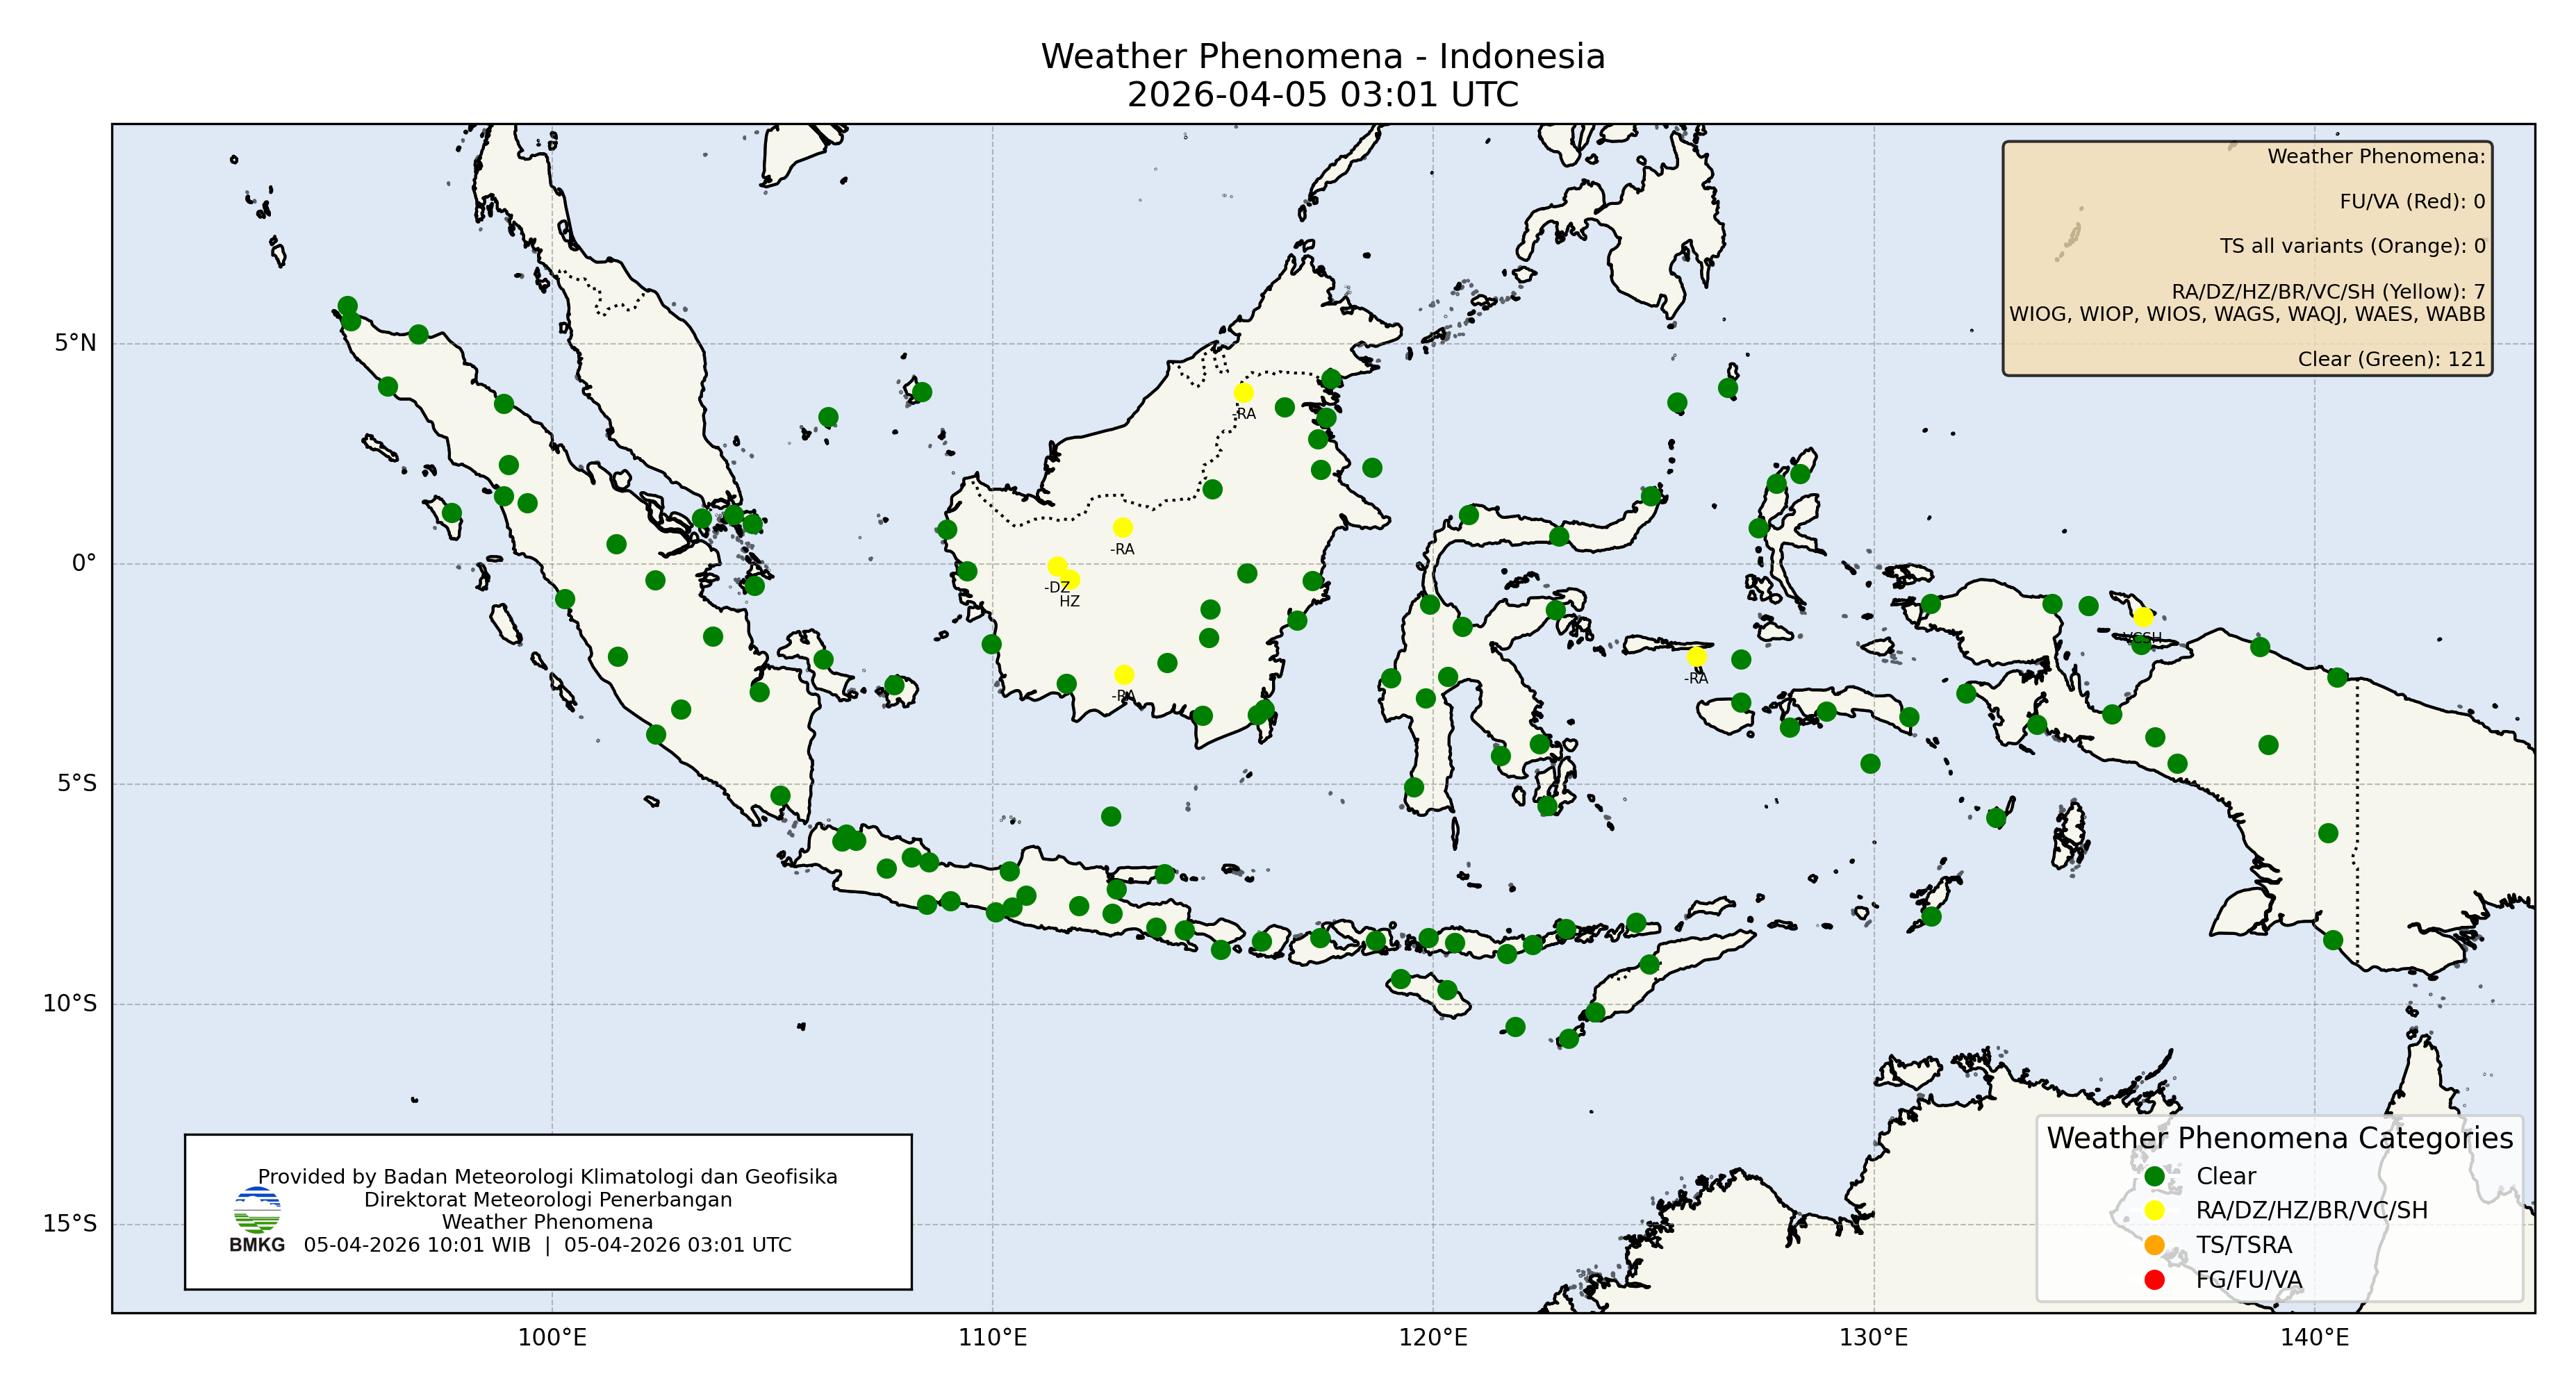 Weather Phenomena - Indonesia
2026-04-05 03:01 UTC
Weather Phenomena:
FU/VA (Red): 0
TS all variants (Orange): 0
RA/DZ/HZ/BR/VC/SH (Yellow): 7
WIOG, WIOP, WIOS, WAGS, WAQJ, WAES, WABB
Clear (Green): 121
5°N
0°
5°S
10°S
15°S
-RA
-RA
-DZ
HZ
-RA
-RA
VCSH
Provided by Badan Meteorologi Klimatologi dan Geofisika
Direktorat Meteorologi Penerbangan
Weather Phenomena
05-04-2026 10:01 WIB | 05-04-2026 03:01 UTC
BMKG
Weather Phenomena Categories
Clear
RA/DZ/HZ/BR/VC/SH
TS/TSRA
FG/FU/VA
100°E
110°E
120°E
130°E
140°E